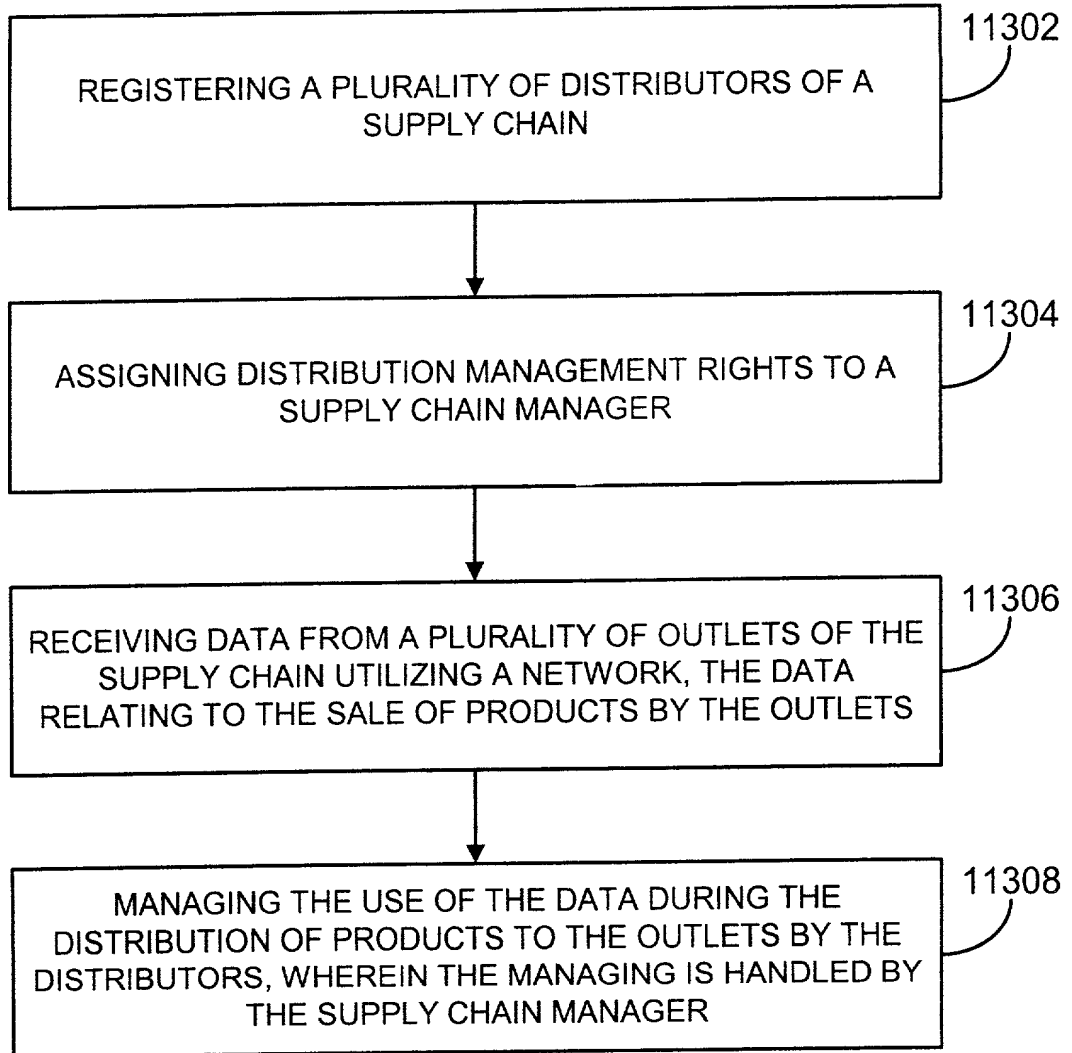 11302
REGISTERING A PLURALITY OF DISTRIBUTORS OF A
SUPPLY CHAIN
11304
ASSIGNING DISTRIBUTION MANAGEMENT RIGHTS TO A
SUPPLY CHAIN MANAGER
11306
RECEIVING DATA FROM A PLURALITY OF OUTLETS OF THE
SUPPLY CHAIN UTILIZING A NETWORK, THE DATA
RELATING TO THE SALE OF PRODUCTS BY THE OUTLETS
11308
MANAGING THE USE OF THE DATA DURING THE
DISTRIBUTION OF PRODUCTS TO THE OUTLETS BY THE
DISTRIBUTORS, WHEREIN THE MANAGING IS HANDLED BY
THE SUPPLY CHAIN MANAGER